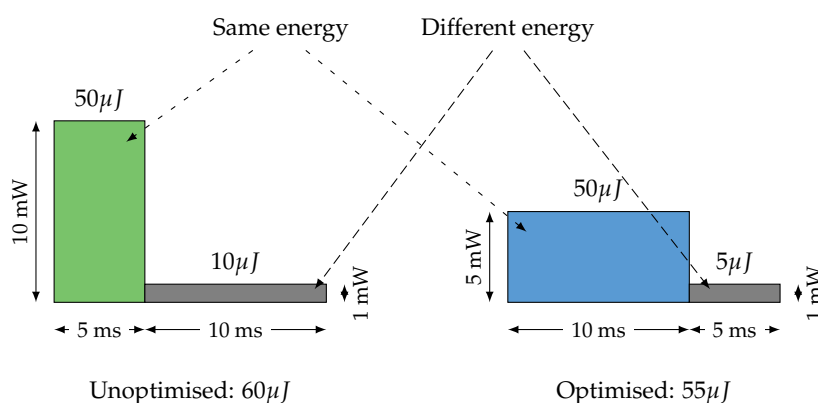 Same energy
Different energy
50μJ
10 mW
10μJ
1 mW
5 ms
10 ms
Unoptimised: 60μJ
50μJ
5 mW
5μJ
1 mW
10 ms
5 ms
Optimised: 55μJ